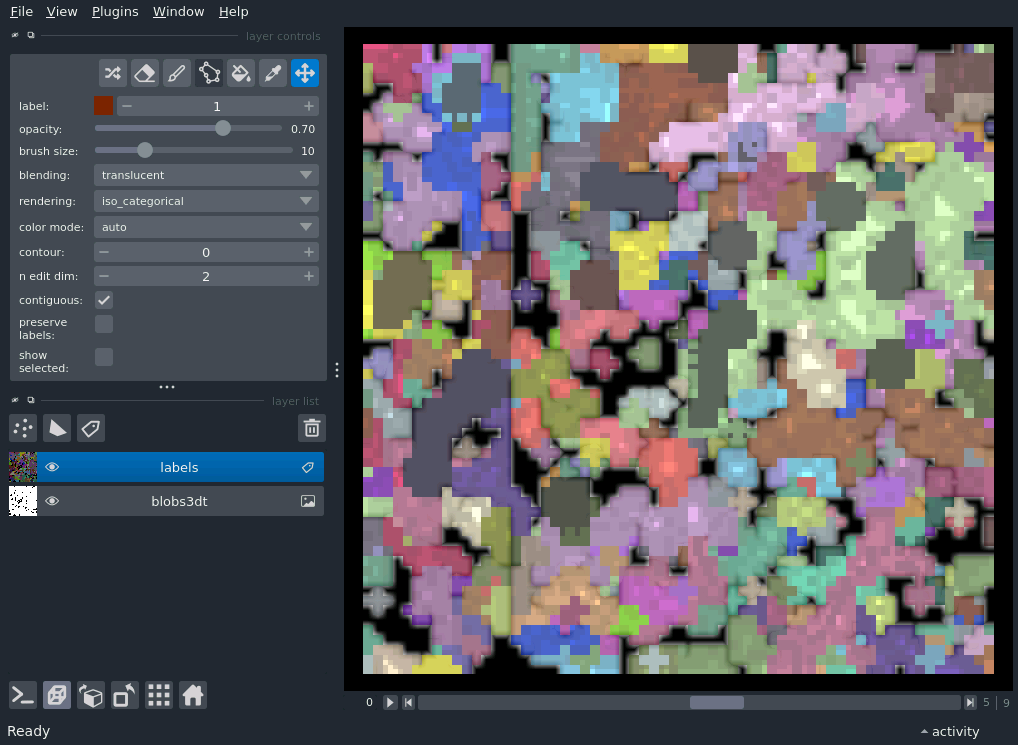 File View Plugins Window Help
layer controls
label: 1
opacity: 0.70
brush size: 10
blending: translucent
rendering: iso_categorical
color mode: auto
contour: 0
n edit dim: 2
contiguous:
preserve
labels:
show
selected:
layer list
labels
blobs3dt
0 5 9
Ready activity